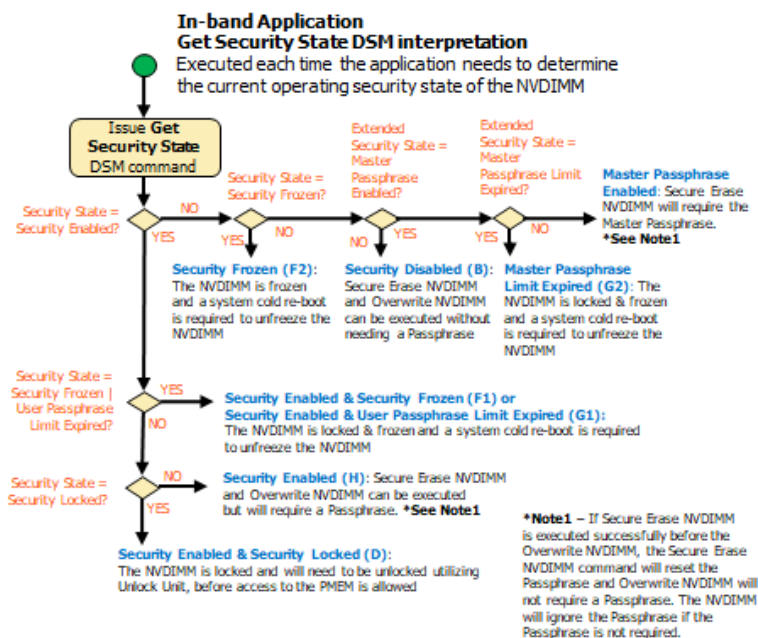 In-band Application
Get Security State DSM interpretation
Executed each time the application needs to determine
the current operating security state of the NVDIMM
Issue Get
Security State
DSM command
Security State =
Security Enabled?
NO
YES
Security State =
Security Frozen?
YES
NO
Extended
Security State =
Master
Passphrase
Enabled?
NO
YES
Extended
Security State =
Master
Passphrase Limit
Expired?
YES
NO
Master Passphrase
Enabled: Secure Erase
NVDIMM will require the
Master Passphrase.
*See Note1
Security Frozen (F2):
The NVDIMM is frozen
and a system cold re-boot
is required to unfreeze the
NVDIMM
Security Disabled (B):
Secure Erase NVDIMM
and Overwrite NVDIMM
can be executed without
needing a Passphrase
Master Passphrase
Limit Expired (G2): The
NVDIMM is locked & frozen
and a system cold re-boot
is required to unfreeze the
NVDIMM
Security State =
Security Frozen |
User Passphrase
Limit Expired?
YES
NO
Security Enabled & Security Frozen (F1) or
Security Enabled & User Passphrase Limit Expired (G1):
The NVDIMM is locked & frozen and a system cold re-boot is required
to unfreeze the NVDIMM
Security State =
Security Locked?
NO
YES
Security Enabled (H): Secure Erase NVDIMM
and Overwrite NVDIMM can be executed
but will require a Passphrase. *See Note1
Security Enabled & Security Locked (D):
The NVDIMM is locked and will need to be unlocked utilizing
Unlock Unit, before access to the PMEM is allowed
*Note1 – If Secure Erase NVDIMM
is executed successfully before the
Overwrite NVDIMM, the Secure Erase
NVDIMM command will reset the
Passphrase and Overwrite NVDIMM will
not require a Passphrase. The NVDIMM
will ignore the Passphrase if the
Passphrase is not required.